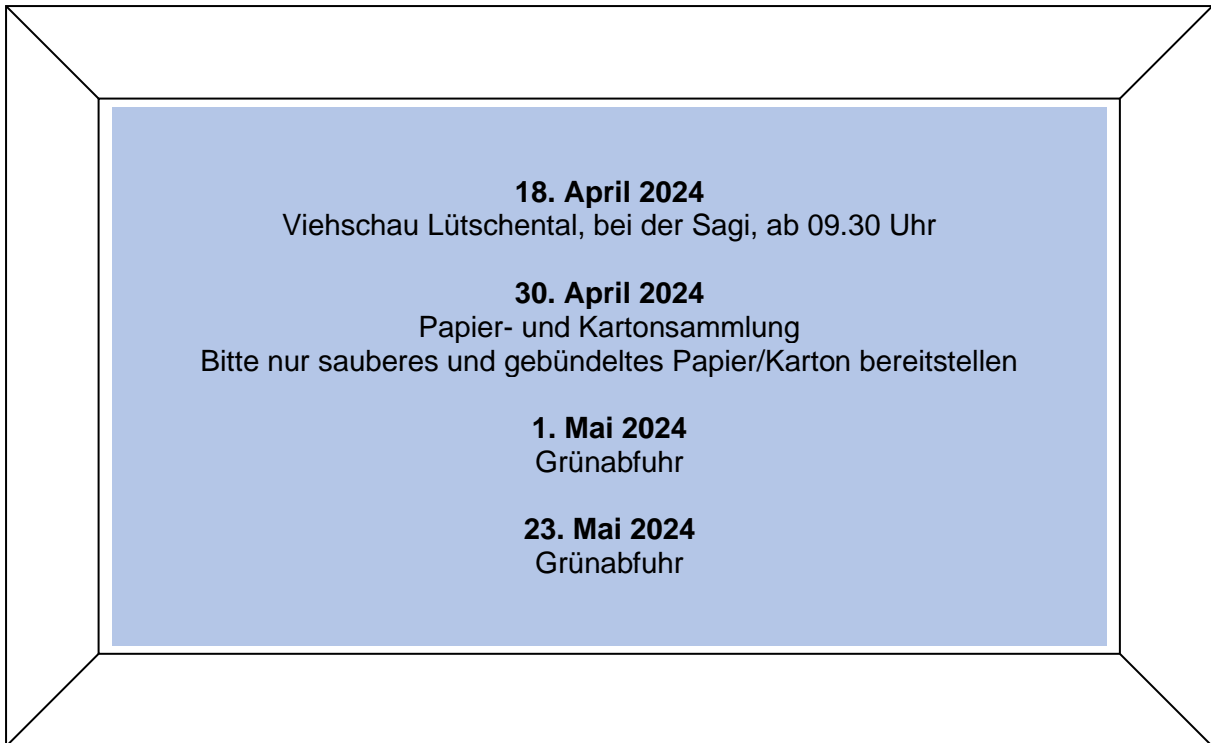 18. April 2024
Viehschau Lütschental, bei der Sagi, ab 09.30 Uhr
30. April 2024
Papier- und Kartonsammlung
Bitte nur sauberes und gebündeltes Papier/Karton bereitstellen
1. Mai 2024
Grünabfuhr
23. Mai 2024
Grünabfuhr